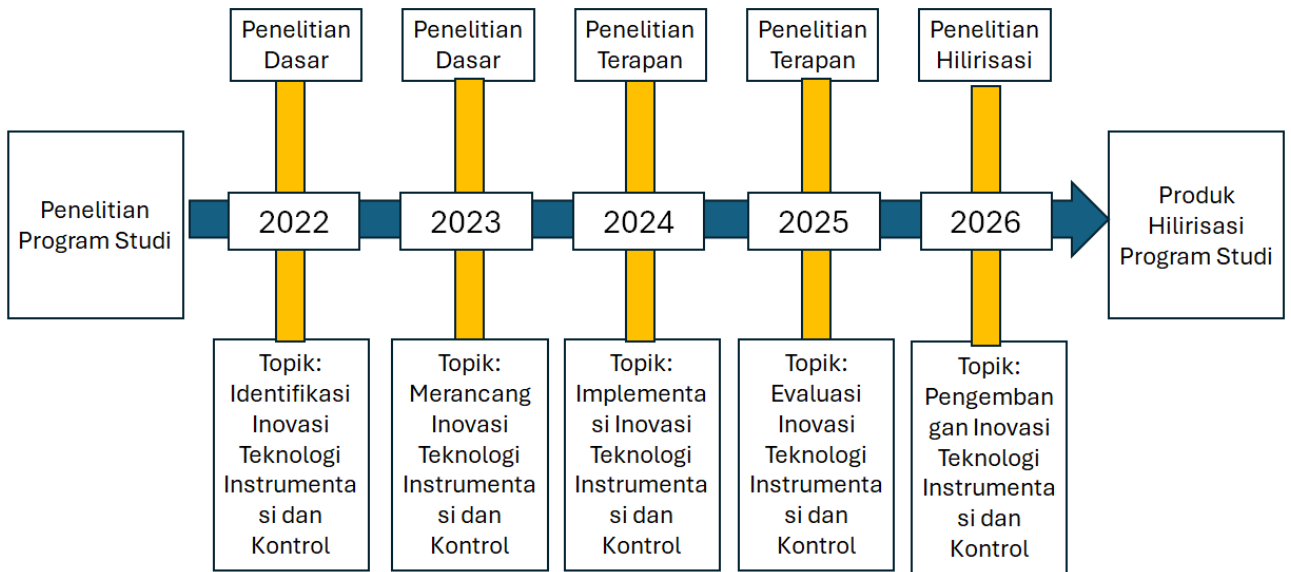 Penelitian
Dasar
Penelitian
Dasar
Penelitian
Terapan
Penelitian
Terapan
Penelitian
Hilirisasi
Penelitian
Program Studi
2022
2023
2024
2025
2026
Produk
Hilirisasi
Program Studi
Topik:
Identifikasi
Inovasi
Teknologi
Instrumenta
si dan
Kontrol
Topik:
Merancang
Inovasi
Teknologi
Instrumenta
si dan
Kontrol
Topik:
Implementa
si Inovasi
Teknologi
Instrumenta
si dan
Kontrol
Topik:
Evaluasi
Inovasi
Teknologi
Instrumenta
si dan
Kontrol
Topik:
Pengemban
gan Inovasi
Teknologi
Instrumenta
si dan
Kontrol